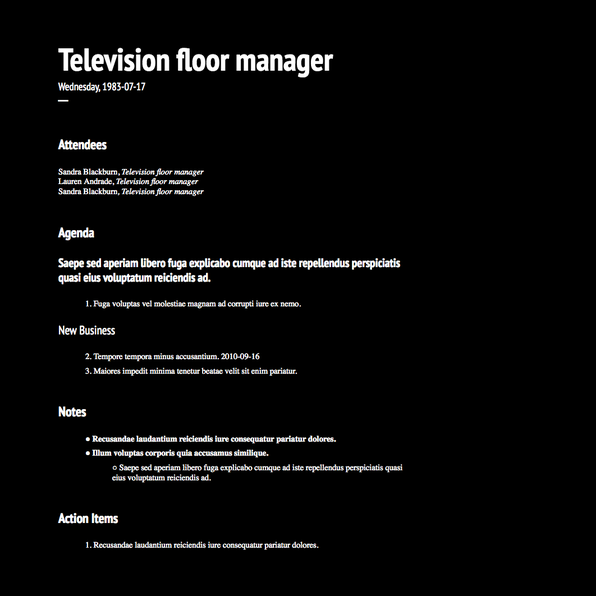 Television floor manager
Wednesday, 1983-07-17
—
Attendees
Sandra Blackburn, Television floor manager
Lauren Andrade, Television floor manager
Sandra Blackburn, Television floor manager
Agenda
Saepe sed aperiam libero fuga explicabo cumque ad iste repellendus perspiciatis
quasi eius voluptatum reiciendis ad.
1. Fuga voluptas vel molestiae magnam ad corrupti iure ex nemo.
New Business
2. Tempore tempora minus accusantium. 2010-09-16
3. Maiores impedit minima tenetur beatae velit sit enim pariatur.
Notes
● Recusandae laudantium reiciendis iure consequatur pariatur dolores.
● Illum voluptas corporis quia accusamus similique.
○ Saepe sed aperiam libero fuga explicabo cumque ad iste repellendus perspiciatis quasi
eius voluptatum reiciendis ad.
Action Items
1. Recusandae laudantium reiciendis iure consequatur pariatur dolores.